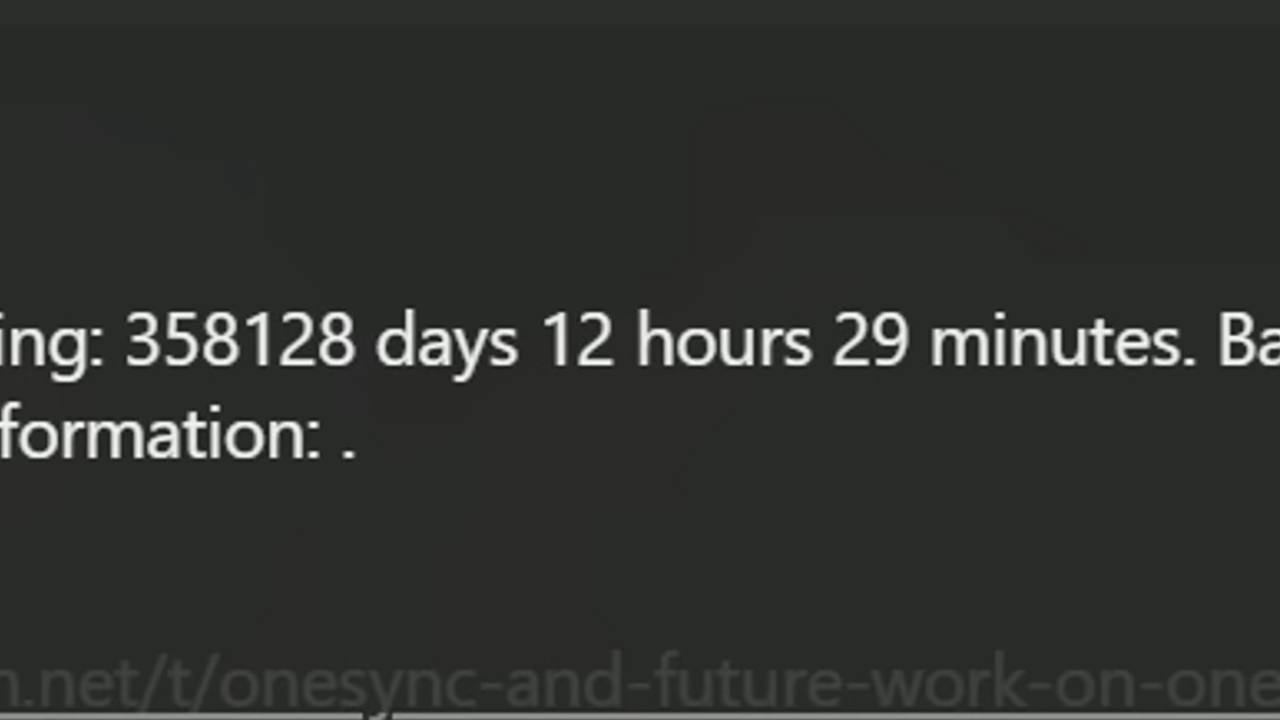 ing: 358128 days 12 hours 29 minutes. Ba
formation: .
n.net/t/onesync-and-future-work-on-one